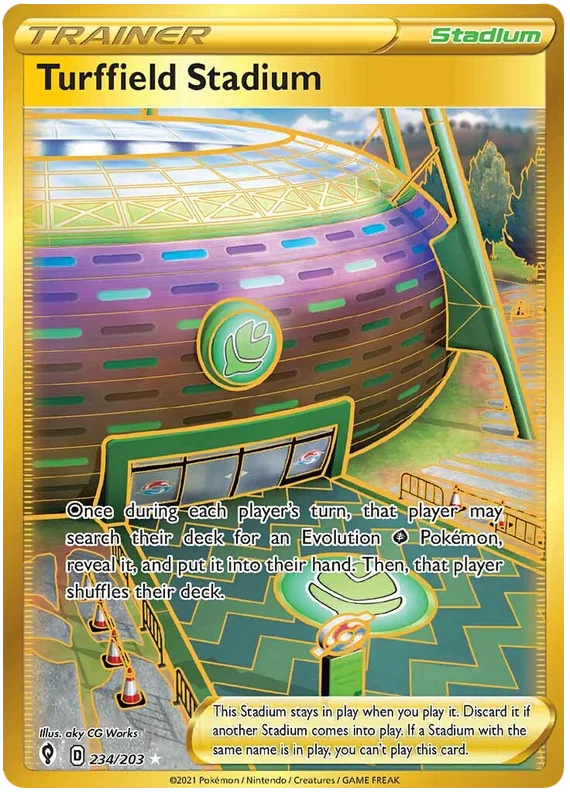 TRAINER Stadium
Turffield Stadium
Once during each player's turn, that player may
search their deck for an Evolution Pokémon,
reveal it, and put it into their hand. Then, that player
shuffles their deck.
This Stadium stays in play when you play it. Discard it if
another Stadium comes into play. If a Stadium with the
same name is in play, you can't play this card.
Illus. aky CG Works
D 234/203
©2021 Pokémon / Nintendo / Creatures / GAME FREAK